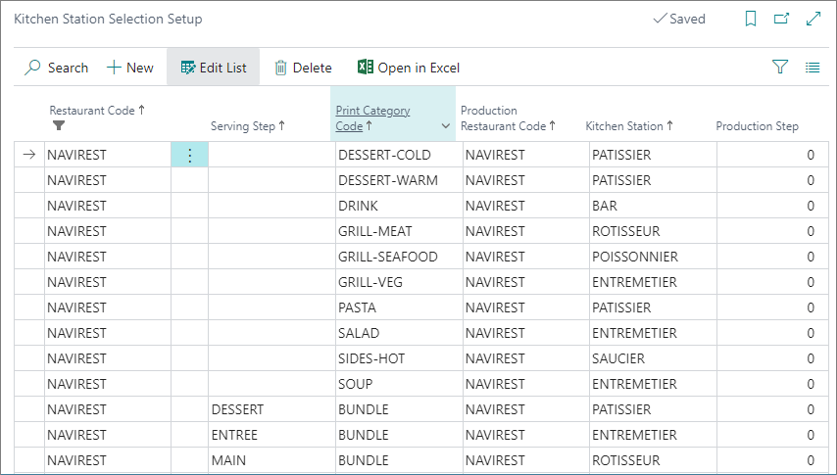 Kitchen Station Selection Setup
Saved
Search New Edit List Delete Open in Excel
Restaurant Code Serving Step Print Category Code Production Restaurant Code Kitchen Station Production Step
NAVIREST DESSERT-COLD NAVIREST PATISSIER 0
NAVIREST DESSERT-WARM NAVIREST PATISSIER 0
NAVIREST DRINK NAVIREST BAR 0
NAVIREST GRILL-MEAT NAVIREST ROTISSEUR 0
NAVIREST GRILL-SEAFOOD NAVIREST POISSONNIER 0
NAVIREST GRILL-VEG NAVIREST ENTREMETIER 0
NAVIREST PASTA NAVIREST PATISSIER 0
NAVIREST SALAD NAVIREST ENTREMETIER 0
NAVIREST SIDES-HOT NAVIREST SAUCIER 0
NAVIREST SOUP NAVIREST ENTREMETIER 0
NAVIREST DESSERT BUNDLE NAVIREST PATISSIER 0
NAVIREST ENTREE BUNDLE NAVIREST ENTREMETIER 0
NAVIREST MAIN BUNDLE NAVIREST ROTISSEUR 0